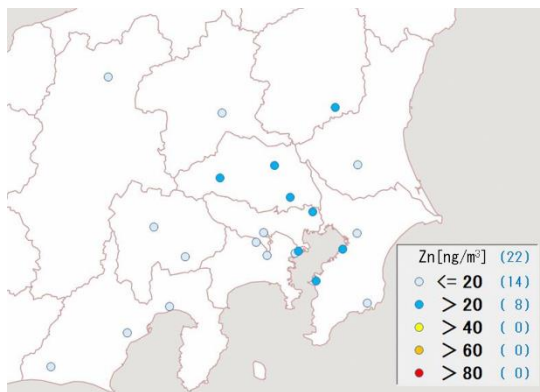 Zn[ng/m³] (22)
<= 20 (14)
> 20 ( 8)
> 40 ( 0)
> 60 ( 0)
> 80 ( 0)